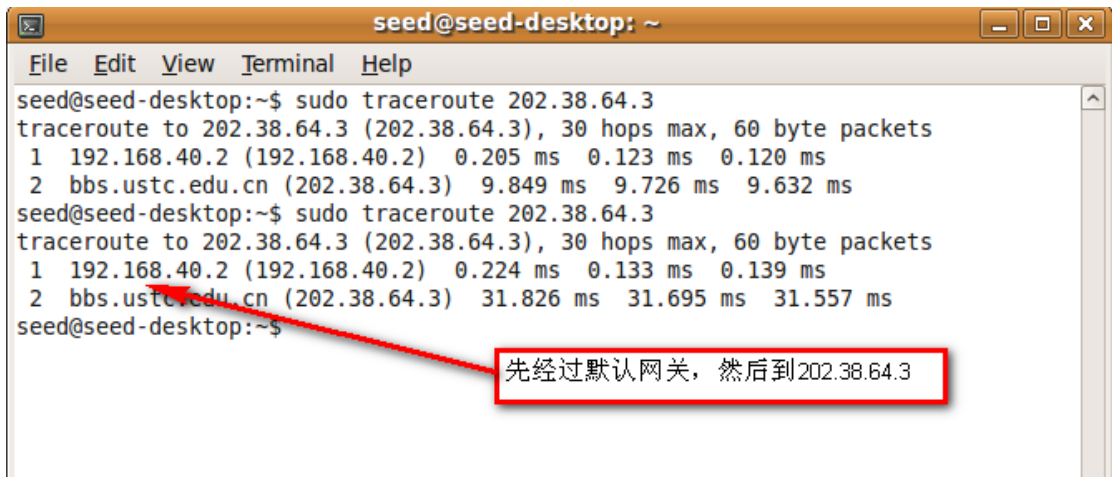 seed@seed-desktop: ~
File Edit View Terminal Help
seed@seed-desktop:~$ sudo traceroute 202.38.64.3
traceroute to 202.38.64.3 (202.38.64.3), 30 hops max, 60 byte packets
 1  192.168.40.2 (192.168.40.2)  0.205 ms  0.123 ms  0.120 ms
 2  bbs.ustc.edu.cn (202.38.64.3)  9.849 ms  9.726 ms  9.632 ms
seed@seed-desktop:~$ sudo traceroute 202.38.64.3
traceroute to 202.38.64.3 (202.38.64.3), 30 hops max, 60 byte packets
 1  192.168.40.2 (192.168.40.2)  0.224 ms  0.133 ms  0.139 ms
 2  bbs.ustc.edu.cn (202.38.64.3)  31.826 ms  31.695 ms  31.557 ms
seed@seed-desktop:~$
先经过默认网关，然后到202.38.64.3